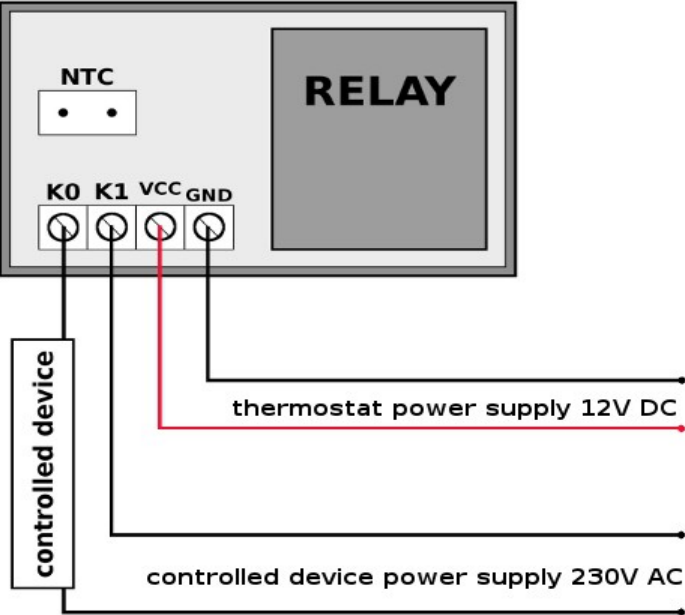 NTC
RELAY
K0 K1 VCC GND
thermostat power supply 12V DC
controlled device
controlled device power supply 230V AC